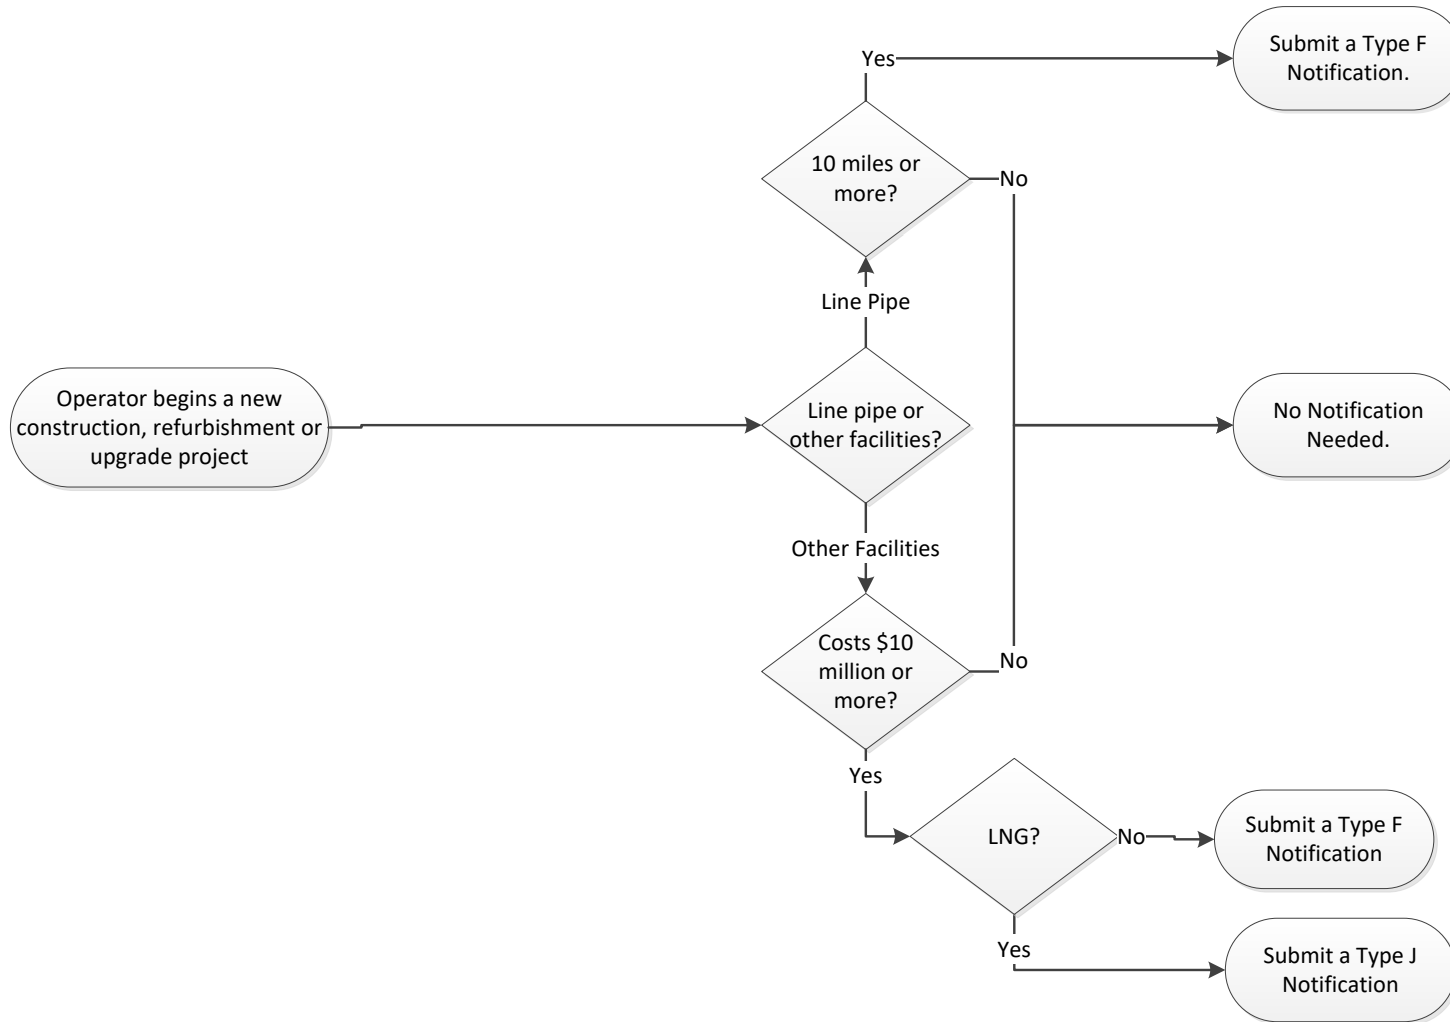 Submit a Type F
Notification.
Yes
10 miles or
more?
No
Line Pipe
Operator begins a new
construction, refurbishment or
upgrade project
Line pipe or
other facilities?
No Notification
Needed.
Other Facilities
Costs $10
million or
more?
No
Yes
LNG?
No
Submit a Type F
Notification
Yes
Submit a Type J
Notification